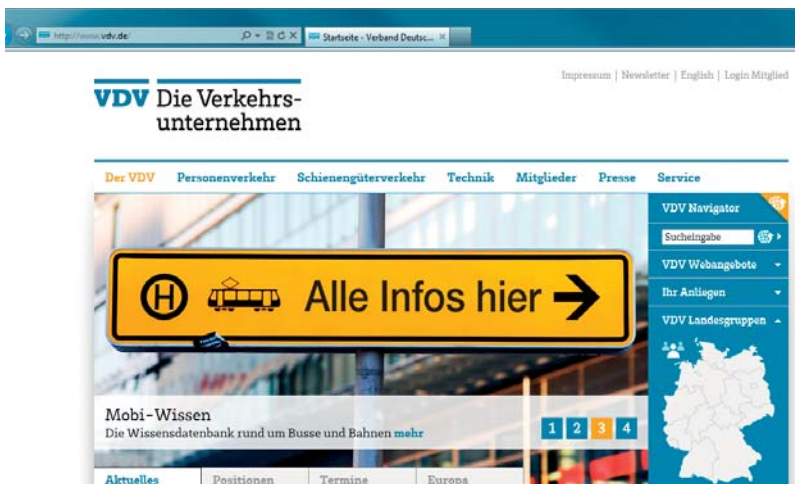 http://www.vdv.de/
Startseite - Verband Deutsc...
Impressum | Newsletter | English | Login Mitglied
VDV Die Verkehrs-
unternehmen
Der VDV Personenverkehr Schienengüterverkehr Technik Mitglieder Presse Service
VDV Navigator
Sucheingabe
VDV Webangebote
Ihr Anliegen
VDV Landesgruppen
H Alle Infos hier →
Mobi-Wissen
Die Wissensdatenbank rund um Busse und Bahnen mehr
1 2 3 4
Aktuelles Positionen Termine Europa